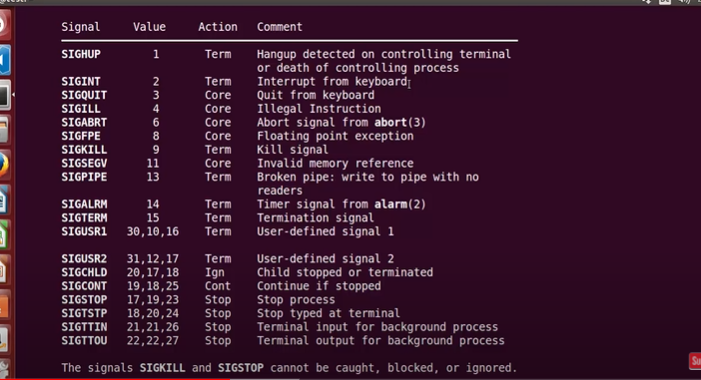 Signal Value Action Comment
SIGHUP 1 Term Hangup detected on controlling terminal
or death of controlling process
SIGINT 2 Term Interrupt from keyboard
SIGQUIT 3 Core Quit from keyboard
SIGILL 4 Core Illegal Instruction
SIGABRT 6 Core Abort signal from abort(3)
SIGFPE 8 Core Floating point exception
SIGKILL 9 Term Kill signal
SIGSEGV 11 Core Invalid memory reference
SIGPIPE 13 Term Broken pipe: write to pipe with no
readers
SIGALRM 14 Term Timer signal from alarm(2)
SIGTERM 15 Term Termination signal
SIGUSR1 30,10,16 Term User-defined signal 1
SIGUSR2 31,12,17 Term User-defined signal 2
SIGCHLD 20,17,18 Ign Child stopped or terminated
SIGCONT 19,18,25 Cont Continue if stopped
SIGSTOP 17,19,23 Stop Stop process
SIGTSTP 18,20,24 Stop Stop typed at terminal
SIGTTIN 21,21,26 Stop Terminal input for background process
SIGTTOU 22,22,27 Stop Terminal output for background process
The signals SIGKILL and SIGSTOP cannot be caught, blocked, or ignored.